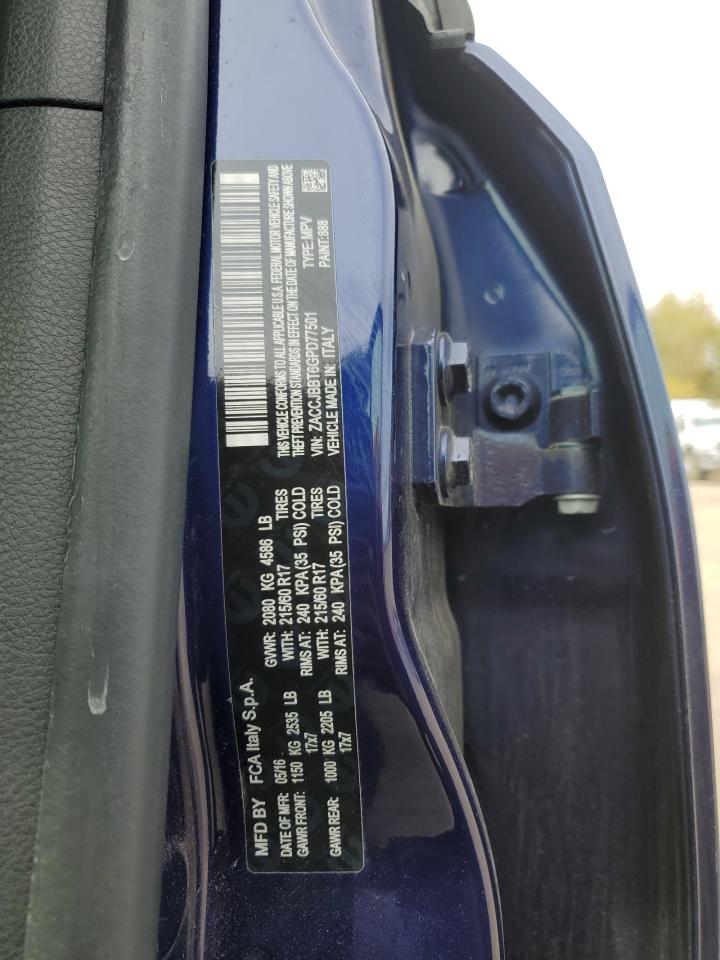 MFD BY FCA Italy S.p.A.
DATE OF MFR: 05/16 GVWR: 2080 KG 4586 LB
GAWR FRONT: 1150 KG 2535 LB WITH: 215/60 R17 TIRES
17x7 RIMS AT: 240 KPA(35 PSI) COLD
GAWR REAR: 1000 KG 2205 LB WITH: 215/60 R17 TIRES
17x7 RIMS AT: 240 KPA(35 PSI) COLD
THIS VEHICLE CONFORMS TO ALL APPLICABLE U.S.A. FEDERAL MOTOR VEHICLE SAFETY AND
THEFT PREVENTION STANDARDS IN EFFECT ON THE DATE OF MANUFACTURE SHOWN ABOVE
VIN: ZACCJBBT6GPD77501 TYPE: MPV
VEHICLE MADE IN: ITALY PAINT: 888